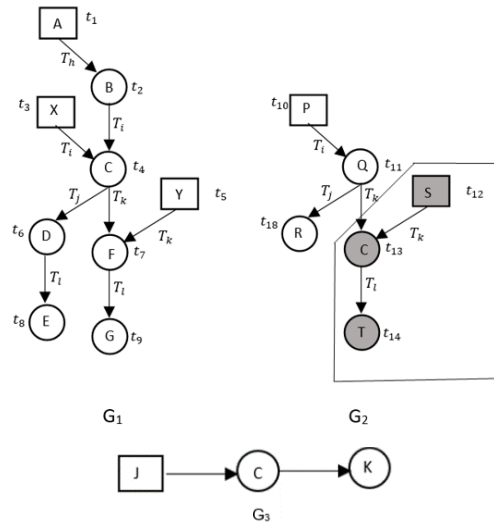 A t₁
Tₕ
B t₂
t₃ X Tᵢ
Tᵢ
C t₄
Y t₅
Tⱼ Tₖ
Tₖ
t₆ D
F t₇
Tₗ Tₗ
t₈ E
G t₉
G₁
t₁₀ P
Tᵢ
Q t₁₁
S t₁₂
Tⱼ Tₖ
t₁₈ R
Tₖ
C t₁₃
Tₗ
T t₁₄
G₂
J C K
G₃